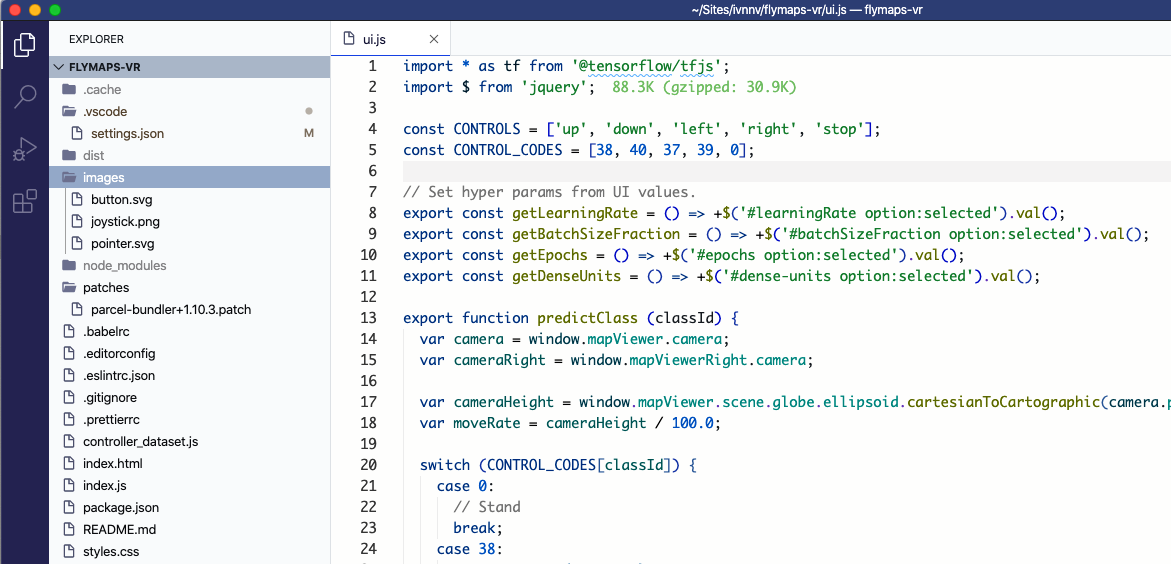 ~/Sites/ivnnv/flymaps-vr/ui.js — flymaps-vr
EXPLORER
FLYMAPS-VR
.cache
.vscode
settings.json M
dist
images
button.svg
joystick.png
pointer.svg
node_modules
patches
parcel-bundler+1.10.3.patch
.babelrc
.editorconfig
.eslintrc.json
.gitignore
.prettierrc
controller_dataset.js
index.html
index.js
package.json
README.md
styles.css
ui.js
1 import * as tf from '@tensorflow/tfjs';
2 import $ from 'jquery'; 88.3K (gzipped: 30.9K)
3
4 const CONTROLS = ['up', 'down', 'left', 'right', 'stop'];
5 const CONTROL_CODES = [38, 40, 37, 39, 0];
6
7 // Set hyper params from UI values.
8 export const getLearningRate = () => +$('#learningRate option:selected').val();
9 export const getBatchSizeFraction = () => +$('#batchSizeFraction option:selected').val();
10 export const getEpochs = () => +$('#epochs option:selected').val();
11 export const getDenseUnits = () => +$('#dense-units option:selected').val();
12
13 export function predictClass (classId) {
14 var camera = window.mapViewer.camera;
15 var cameraRight = window.mapViewerRight.camera;
16
17 var cameraHeight = window.mapViewer.scene.globe.ellipsoid.cartesianToCartographic(camera.p
18 var moveRate = cameraHeight / 100.0;
19
20 switch (CONTROL_CODES[classId]) {
21 case 0:
22 // Stand
23 break;
24 case 38: